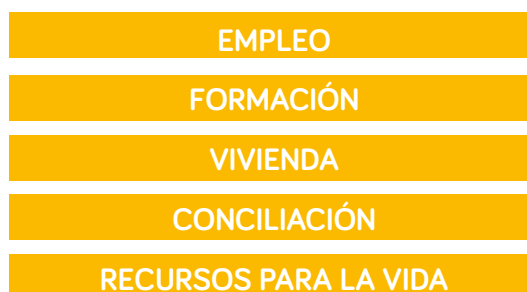 EMPLEO
FORMACIÓN
VIVIENDA
CONCILIACIÓN
RECURSOS PARA LA VIDA